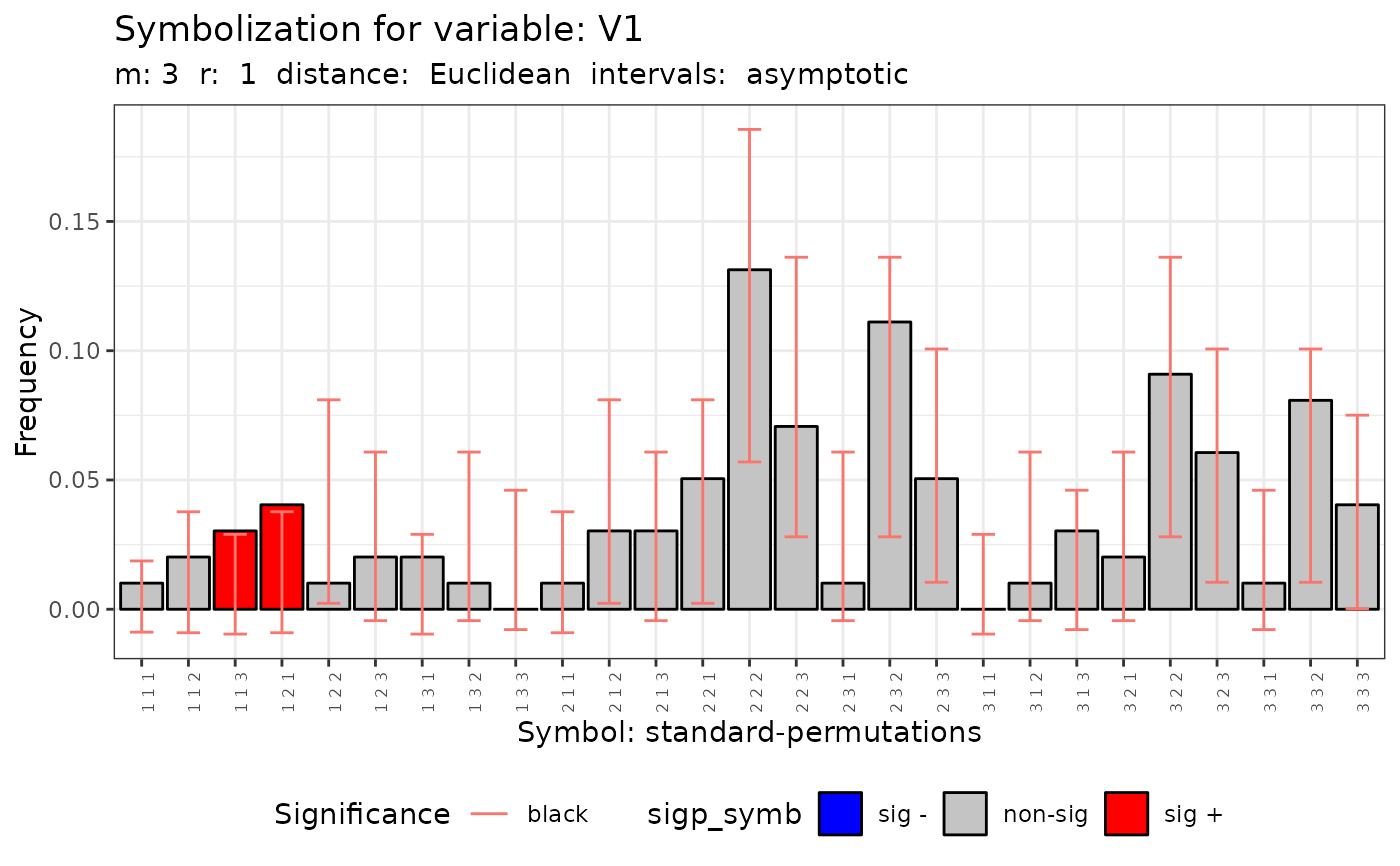 Symbolization for variable: V1
m: 3 r: 1 distance: Euclidean intervals: asymptotic
Frequency
0.15
0.10
0.05
0.00
1 1 1
1 1 2
1 1 3
1 2 1
1 2 2
1 2 3
1 3 1
1 3 2
1 3 3
2 1 1
2 1 2
2 1 3
2 2 1
2 2 2
2 2 3
2 3 1
2 3 2
2 3 3
3 1 1
3 1 2
3 1 3
3 2 1
3 2 2
3 2 3
3 3 1
3 3 2
3 3 3
Symbol: standard-permutations
Significance black sigp_symb sig - non-sig sig +